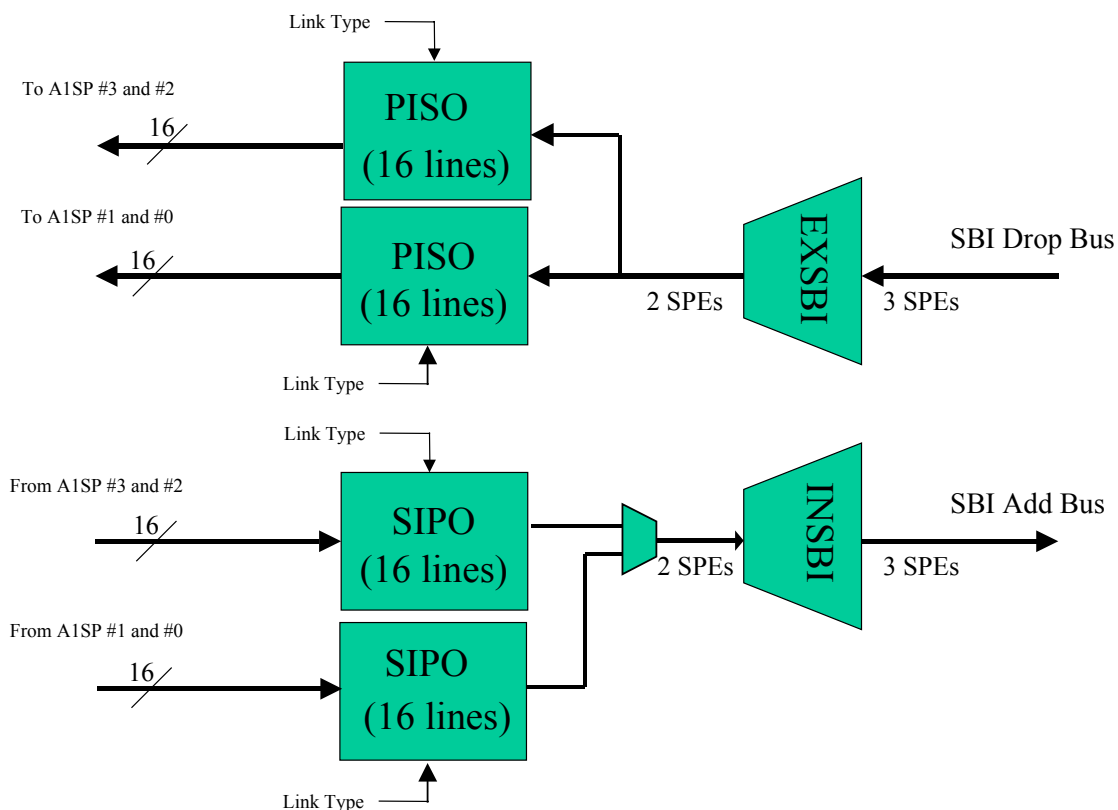 Link Type
To A1SP #3 and #2
16
PISO
(16 lines)
To A1SP #1 and #0
16
PISO
(16 lines)
EXSBI
SBI Drop Bus
2 SPEs
3 SPEs
Link Type
Link Type
From A1SP #3 and #2
16
SIPO
(16 lines)
INSBI
SBI Add Bus
2 SPEs
3 SPEs
From A1SP #1 and #0
16
SIPO
(16 lines)
Link Type